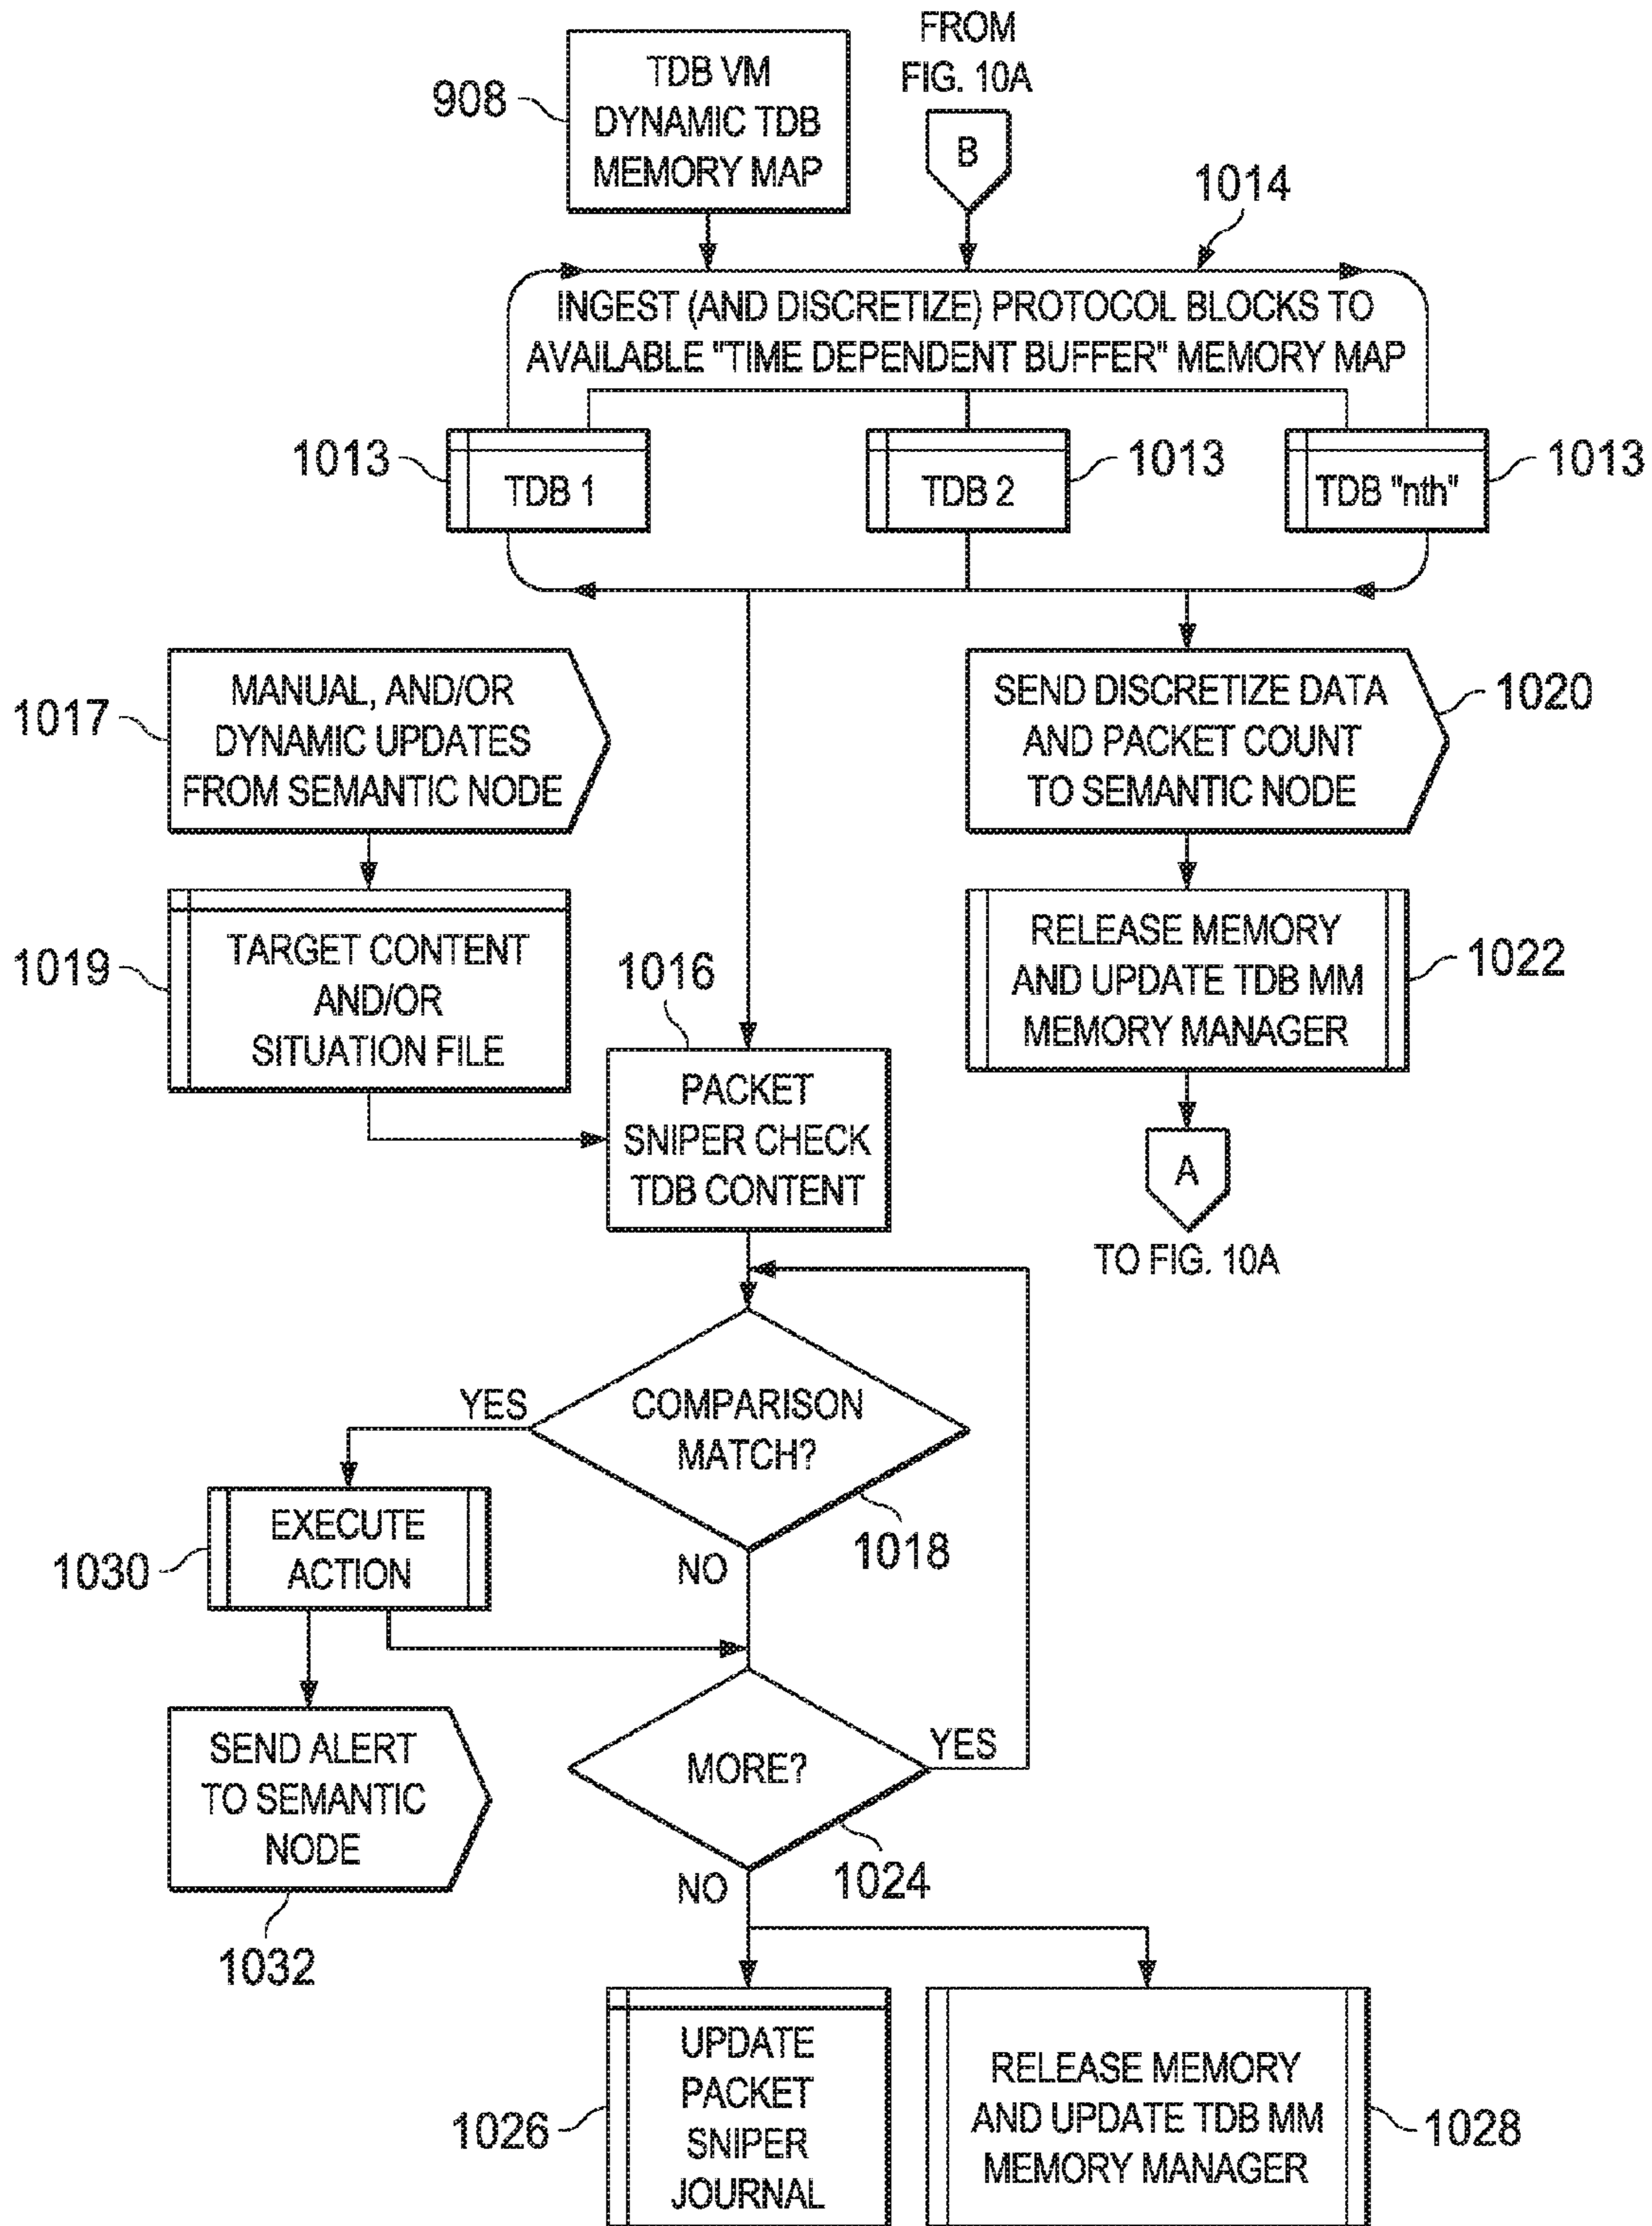 FROM
FIG. 10A
908
TDB VM
DYNAMIC TDB
MEMORY MAP
B
1014
INGEST (AND DISCRETIZE) PROTOCOL BLOCKS TO
AVAILABLE "TIME DEPENDENT BUFFER" MEMORY MAP
1013
TDB 1
TDB 2
1013
TDB "nth"
1013
1017
MANUAL, AND/OR
DYNAMIC UPDATES
FROM SEMANTIC NODE
SEND DISCRETIZE DATA
AND PACKET COUNT
TO SEMANTIC NODE
1020
1019
TARGET CONTENT
AND/OR
SITUATION FILE
1016
RELEASE MEMORY
AND UPDATE TDB MM
MEMORY MANAGER
1022
PACKET
SNIPER CHECK
TDB CONTENT
A
TO FIG. 10A
YES
COMPARISON
MATCH?
1018
NO
1030
EXECUTE
ACTION
SEND ALERT
TO SEMANTIC
NODE
1032
MORE?
YES
1024
NO
1026
UPDATE
PACKET
SNIPER
JOURNAL
RELEASE MEMORY
AND UPDATE TDB MM
MEMORY MANAGER
1028